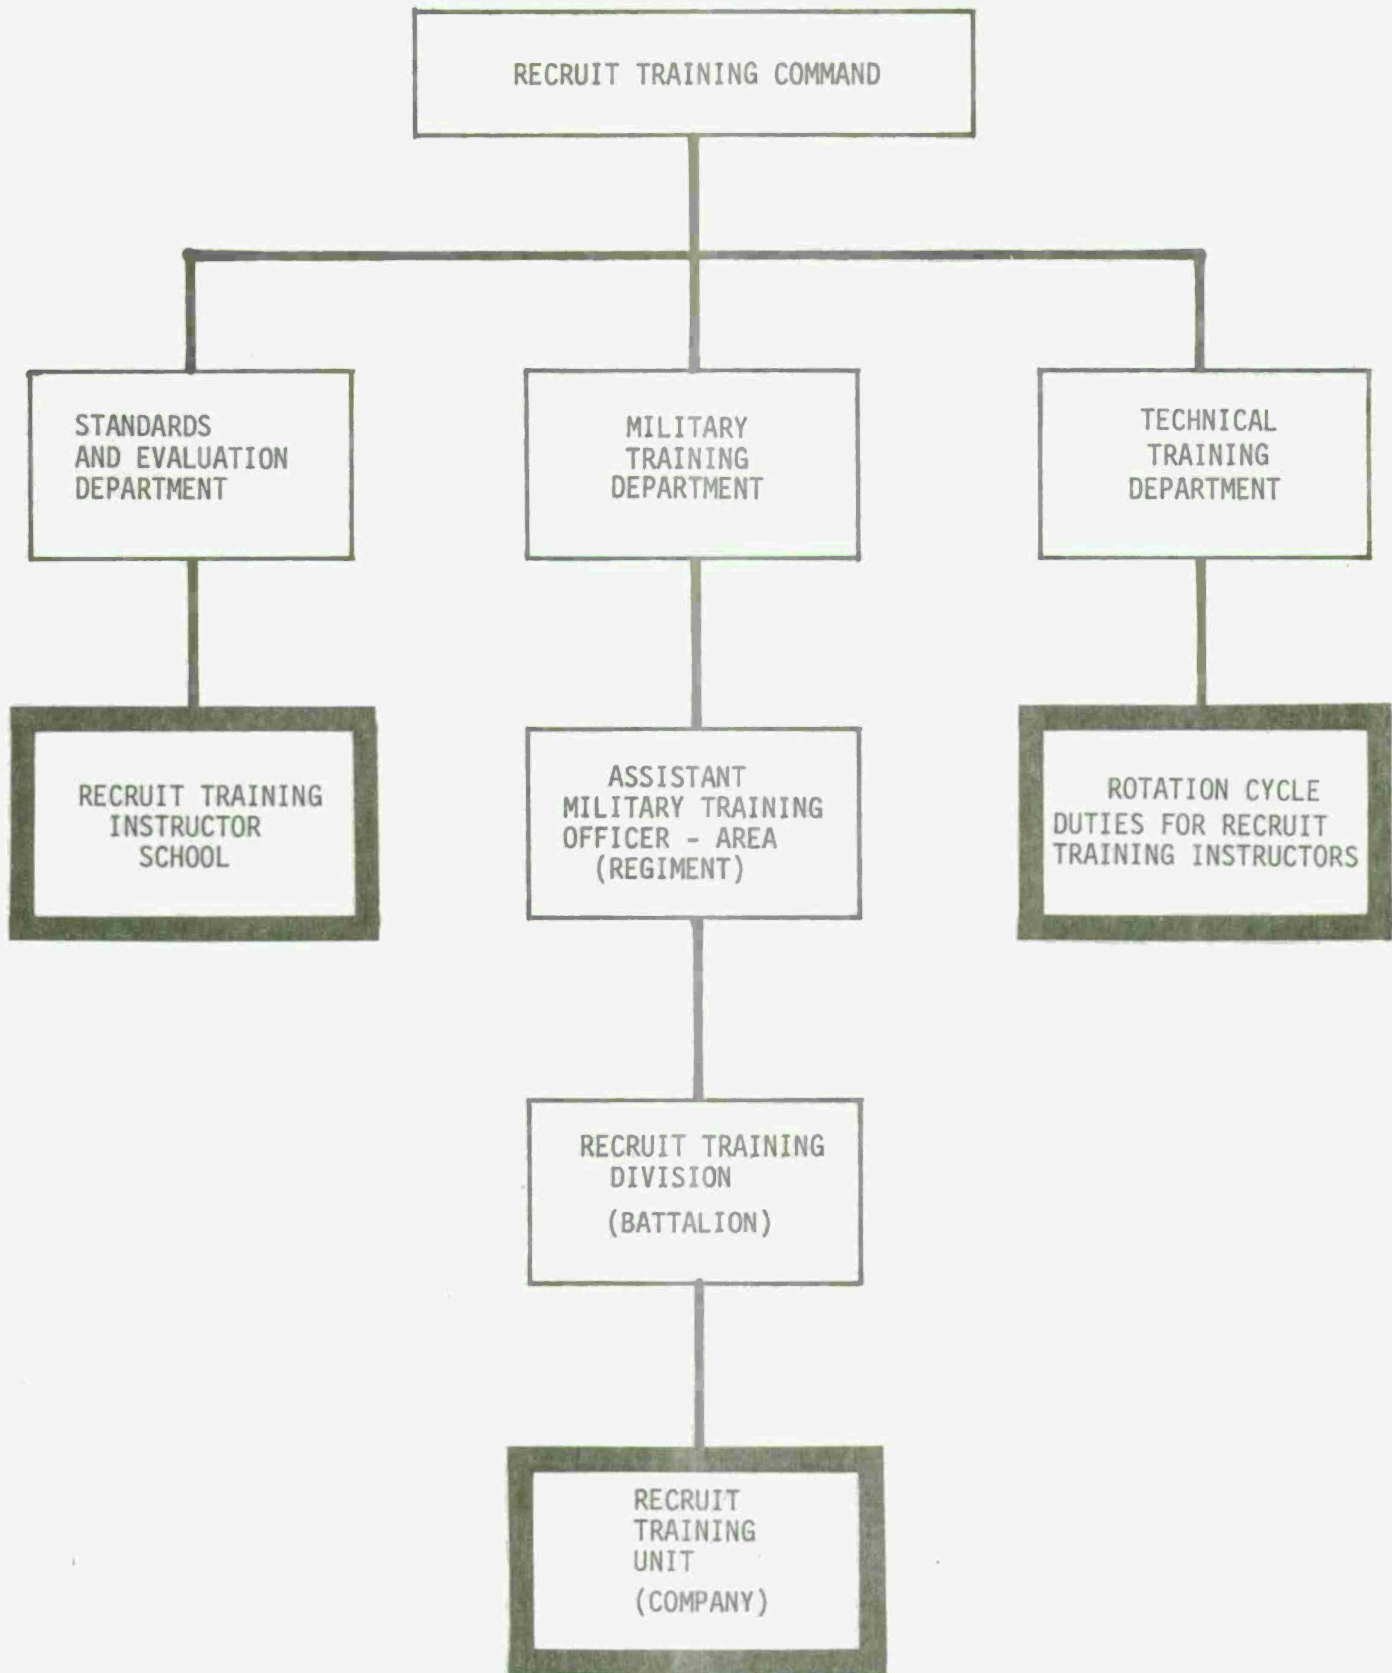 RECRUIT TRAINING COMMAND
STANDARDS
AND EVALUATION
DEPARTMENT
MILITARY
TRAINING
DEPARTMENT
TECHNICAL
TRAINING
DEPARTMENT
RECRUIT TRAINING
INSTRUCTOR
SCHOOL
ASSISTANT
MILITARY TRAINING
OFFICER - AREA
(REGIMENT)
ROTATION CYCLE
DUTIES FOR RECRUIT
TRAINING INSTRUCTORS
RECRUIT TRAINING
DIVISION
(BATTALION)
RECRUIT
TRAINING
UNIT
(COMPANY)